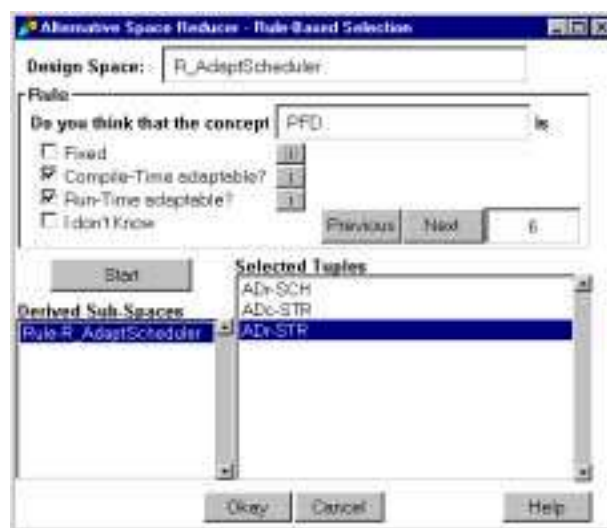 Alternative Space Reducer - Rule-Based Selection
Design Space: R_AdaptScheduler
Rule
Do you think that the concept PFD is
Fixed
Compile-Time adaptable?
Run-Time adaptable?
I don't Know
Previous Next 6
Start
Selected Tuples
ADr-SCH
ADc-STR
ADr-STR
Derived Sub-Spaces
Rule-R_AdaptScheduler
Okay Cancel Help